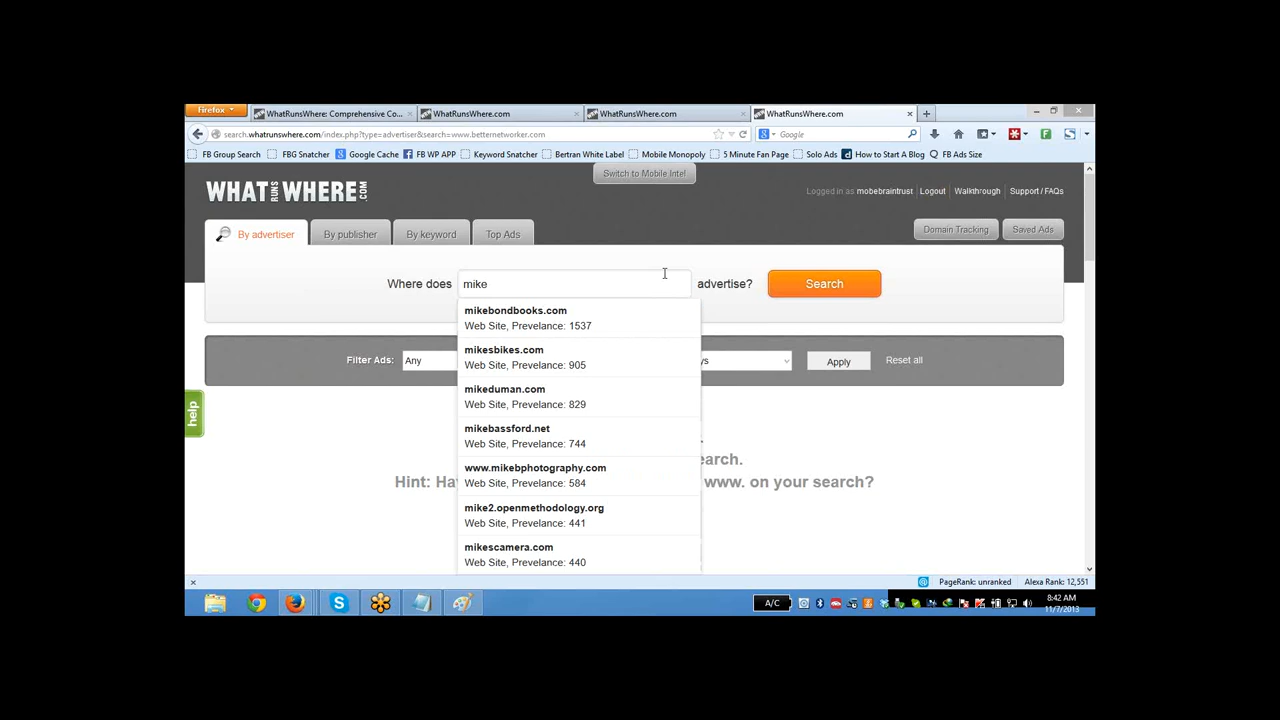 Firefox
WhatRunsWhere: Comprehensive Co...
WhatRunsWhere.com
WhatRunsWhere.com
WhatRunsWhere.com
search.whatrunswhere.com/index.php?type=advertiser&search=www.betternetworker.com
Google
FB Group Search
FBG Snatcher
Google Cache
FB WP APP
Keyword Snatcher
Bertran White Label
Mobile Monopoly
5 Minute Fan Page
Solo Ads
How to Start A Blog
FB Ads Size
Switch to Mobile Intel
WHAT RUNS WHERE .COM
Logged in as mobebraintrust
Logout
Walkthrough
Support / FAQs
By advertiser
By publisher
By keyword
Top Ads
Domain Tracking
Saved Ads
Where does
mike
advertise?
Search
mikebondbooks.com
Web Site, Prevelance: 1537
Filter Ads:
Any
ys
Apply
Reset all
mikesbikes.com
Web Site, Prevelance: 905
mikeduman.com
Web Site, Prevelance: 829
help
mikebassford.net
Web Site, Prevelance: 744
earch.
www.mikebphotography.com
Web Site, Prevelance: 584
Hint: Ha
www. on your search?
mike2.openmethodology.org
Web Site, Prevelance: 441
mikescamera.com
Web Site, Prevelance: 440
PageRank: unranked
Alexa Rank: 12,551
A/C
8:42 AM
11/7/2013